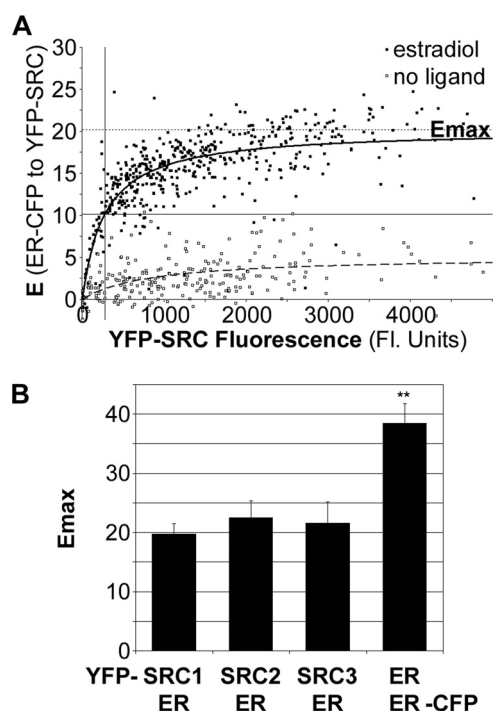 A
30
25
20
15
10
5
0
E (ER-CFP to YFP-SRC)
estradiol
no ligand
Emax
0 1000 2000 3000 4000
YFP-SRC Fluorescence (Fl. Units)
B
40
30
20
10
0
Emax
**
YFP- SRC1 SRC2 SRC3 ER
ER ER ER ER -CFP